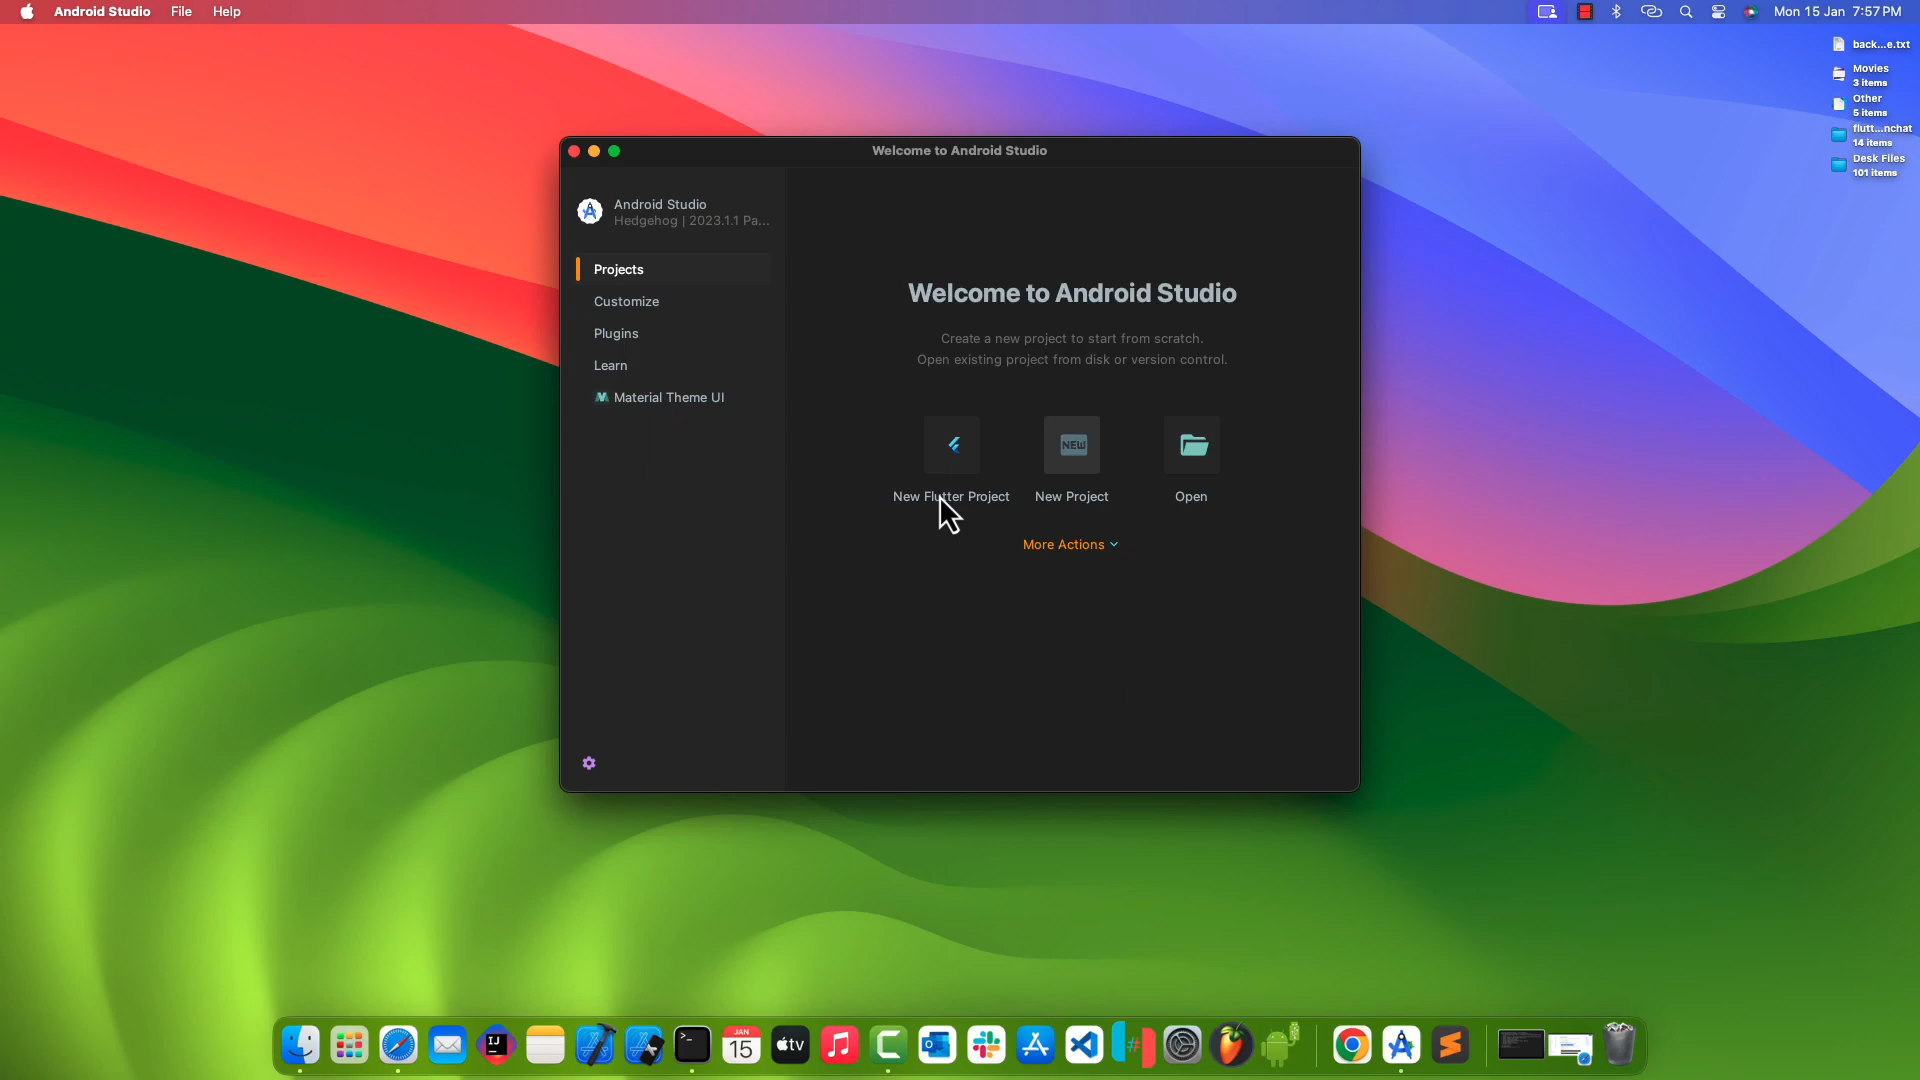 Android Studio File Help
Mon 15 Jan 7:57 PM
back...e.txt
Movies
3 items
Other
5 items
flutt...nchat
14 items
Desk Files
101 items
Welcome to Android Studio
Android Studio
Hedgehog | 2023.1.1 Pa...
Projects
Customize
Plugins
Learn
Material Theme UI
Welcome to Android Studio
Create a new project to start from scratch.
Open existing project from disk or version control.
NEW
New Flutter Project New Project Open
More Actions
IJ
>_
JAN
15
tv
#